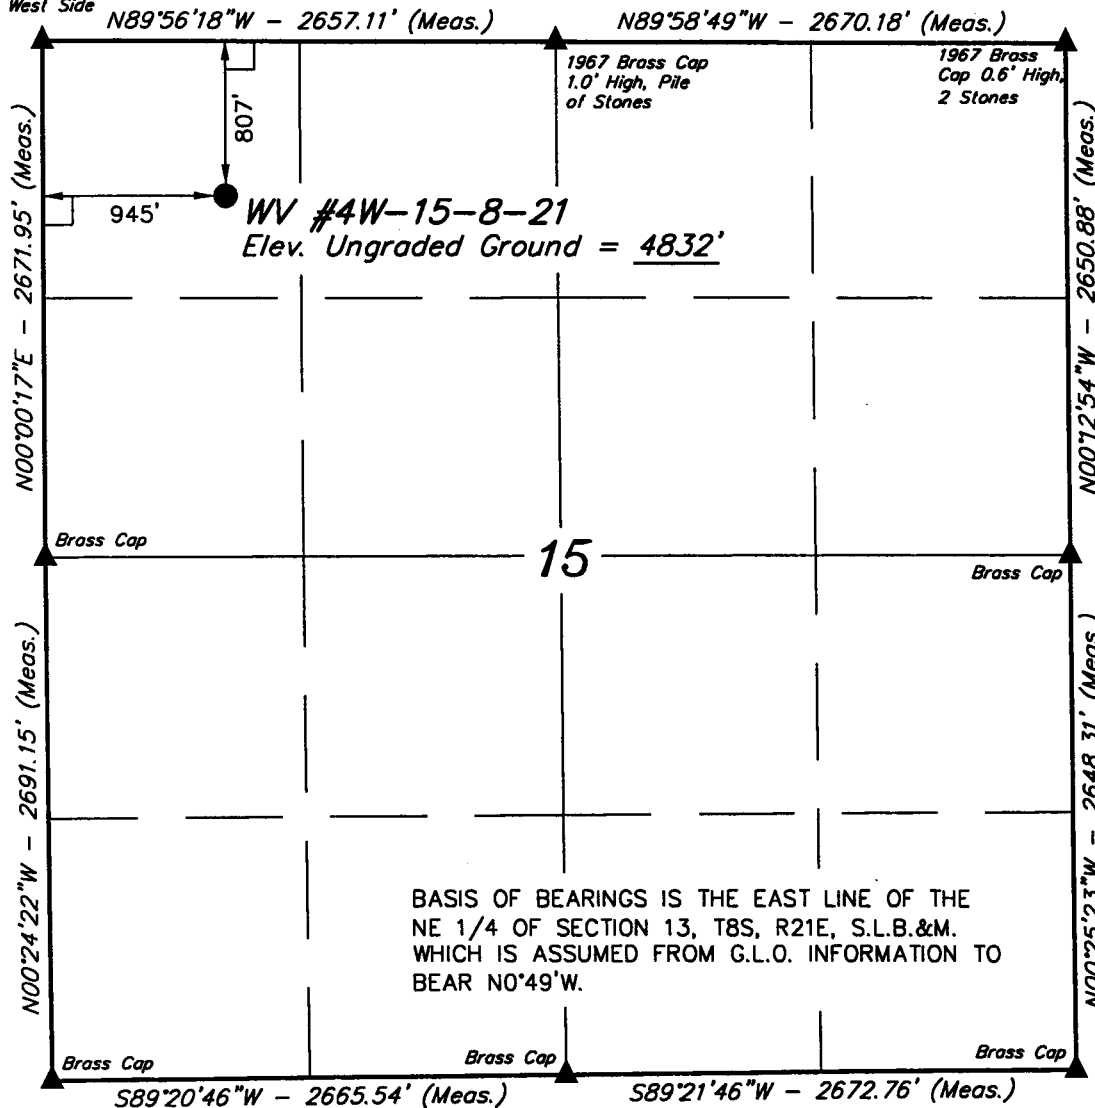 West Side
N89°56'18"W - 2657.11' (Meas.)
N89°58'49"W - 2670.18' (Meas.)
1967 Brass Cap
1.0' High, Pile
of Stones
1967 Brass
Cap 0.6' High,
2 Stones
807'
945'
WV #4W-15-8-21
Elev. Ungraded Ground = 4832'
N00°00'17"E - 2671.95' (Meas.)
N00°12'54"W - 2650.88' (Meas.)
Brass Cap
15
Brass Cap
N00°24'22"W - 2691.15' (Meas.)
N00°25'23"W - 2648.31' (Meas.)
BASIS OF BEARINGS IS THE EAST LINE OF THE
NE 1/4 OF SECTION 13, T8S, R21E, S.L.B.&M.
WHICH IS ASSUMED FROM G.L.O. INFORMATION TO
BEAR N0°49'W.
Brass Cap
Brass Cap
Brass Cap
S89°20'46"W - 2665.54' (Meas.)
S89°21'46"W - 2672.76' (Meas.)